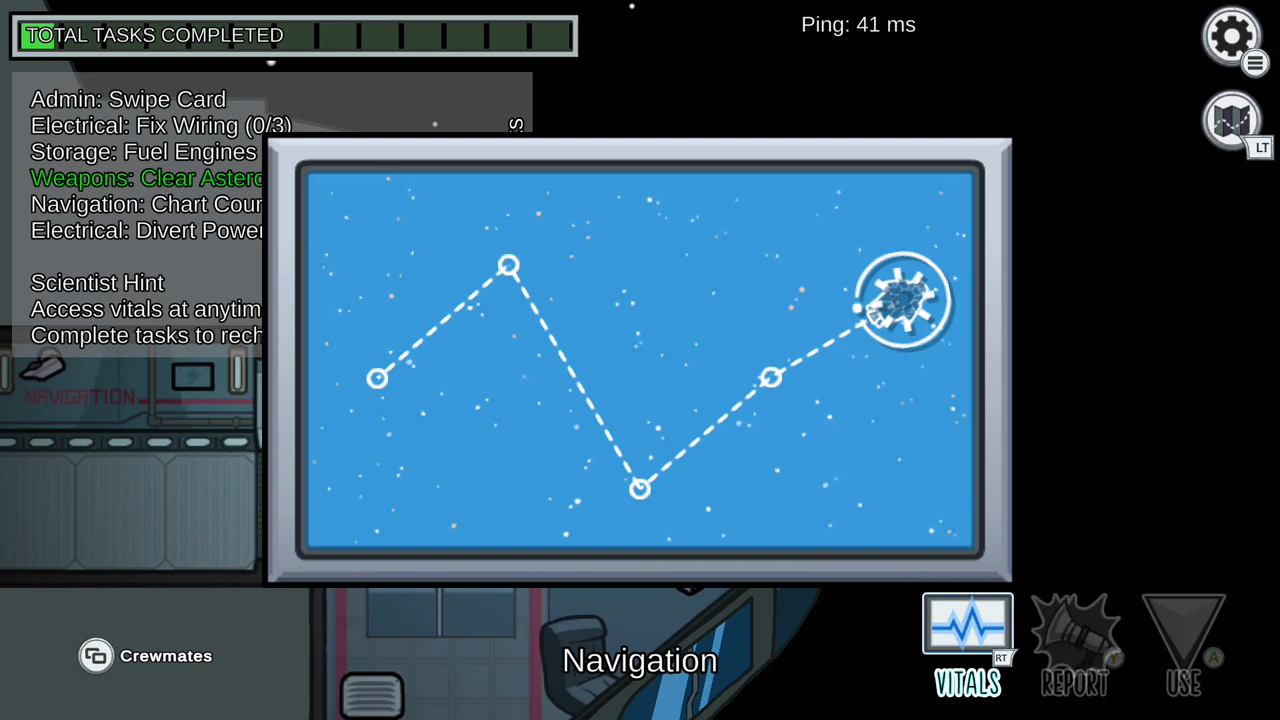 TOTAL TASKS COMPLETED
Ping: 41 ms
Admin: Swipe Card
Electrical: Fix Wiring (0/3)
Storage: Fuel Engines
Weapons: Clear Astero
Navigation: Chart Cour
Electrical: Divert Power
Scientist Hint
Access vitals at anytim
Complete tasks to rech
LT
NAVIGATION
Crewmates
Navigation
VITALS
RT
REPORT
Y
USE
A